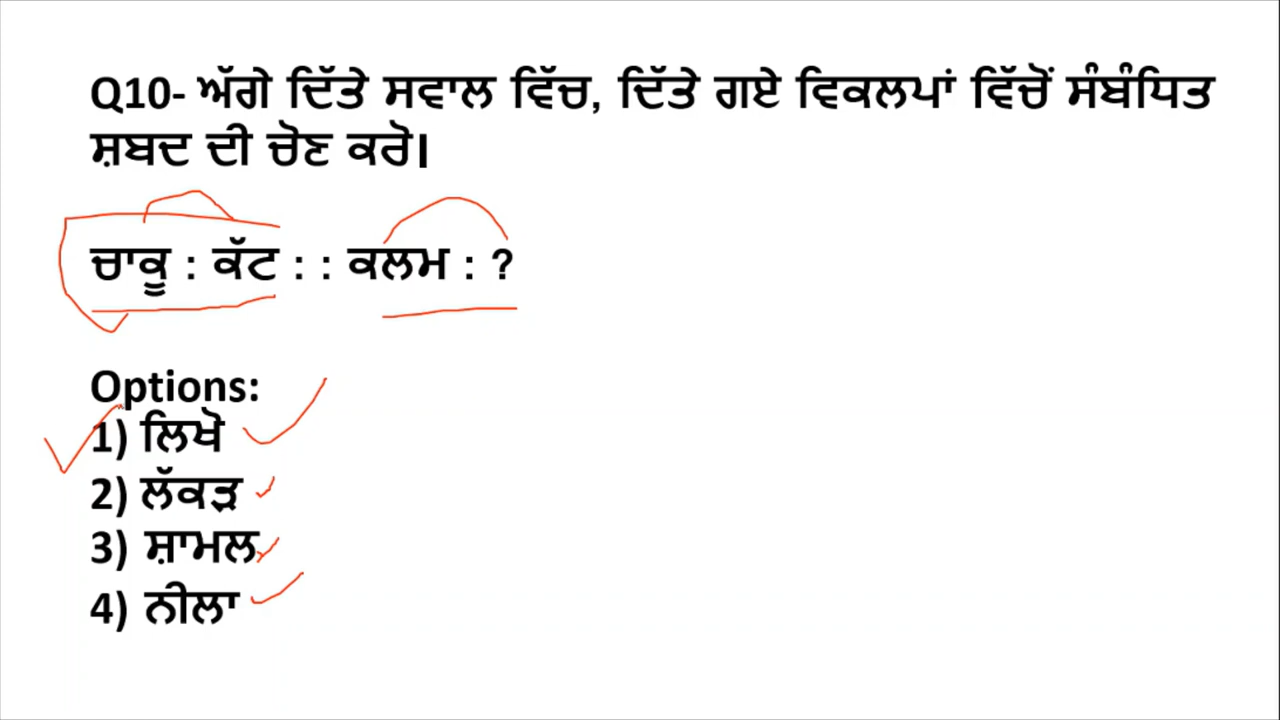 Q10- ਅੱਗੇ ਦਿੱਤੇ ਸਵਾਲ ਵਿੱਚ, ਦਿੱਤੇ ਗਏ ਵਿਕਲਪਾਂ ਵਿੱਚੋਂ ਸੰਬੰਧਿਤ
ਸ਼ਬਦ ਦੀ ਚੋਣ ਕਰੋ।
ਚਾਕੂ : ਕੱਟ : : ਕਲਮ : ?
Options:
1) ਲਿਖੋ
2) ਲੱਕੜ
3) ਸ਼ਾਮਲ
4) ਨੀਲਾ